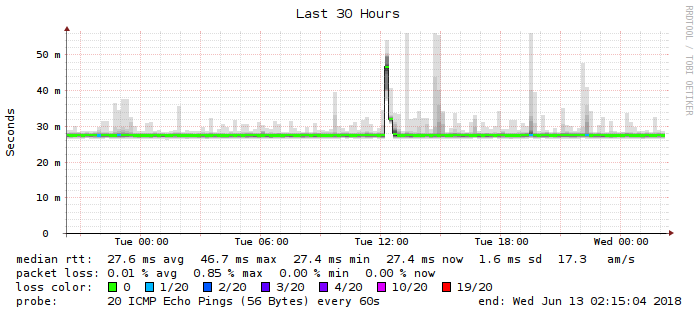 Last 30 Hours
RRDTOOL / TOBI OETIKER
Seconds
50 m
40 m
30 m
20 m
10 m
0
Tue 00:00 Tue 06:00 Tue 12:00 Tue 18:00 Wed 00:00
median rtt: 27.6 ms avg 46.7 ms max 27.4 ms min 27.4 ms now 1.6 ms sd 17.3 am/s
packet loss: 0.01 % avg 0.85 % max 0.00 % min 0.00 % now
loss color: 0 1/20 2/20 3/20 4/20 10/20 19/20
probe: 20 ICMP Echo Pings (56 Bytes) every 60s end: Wed Jun 13 02:15:04 2018